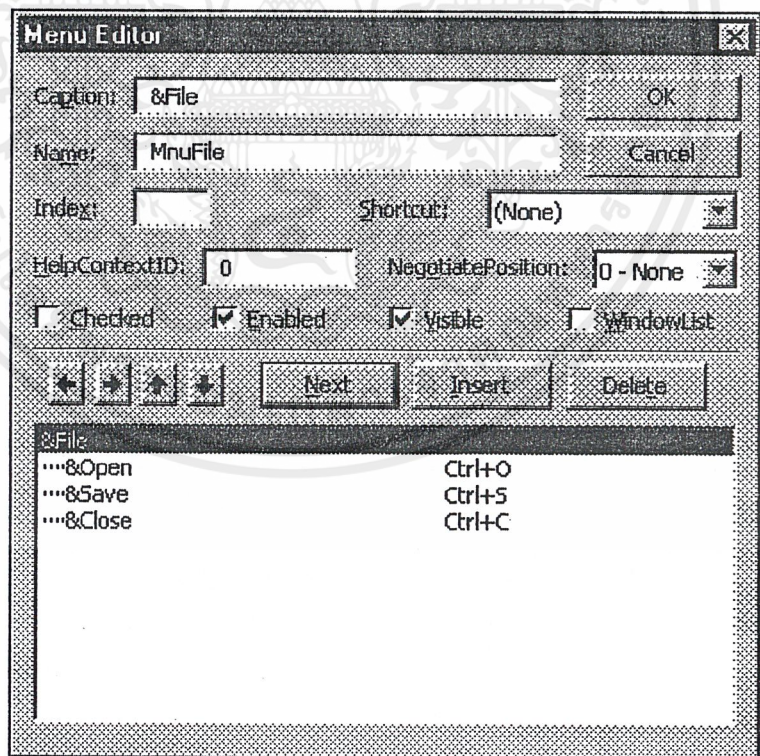 Menu Editor
Caption: &File OK
Name: MnuFile Cancel
Index: Shortcut: (None)
HelpContextID: 0 NegotiatePosition: 0 - None
Checked Enabled Visible WindowList
Next Insert Delete
&File
····&Open Ctrl+O
····&Save Ctrl+S
····&Close Ctrl+C